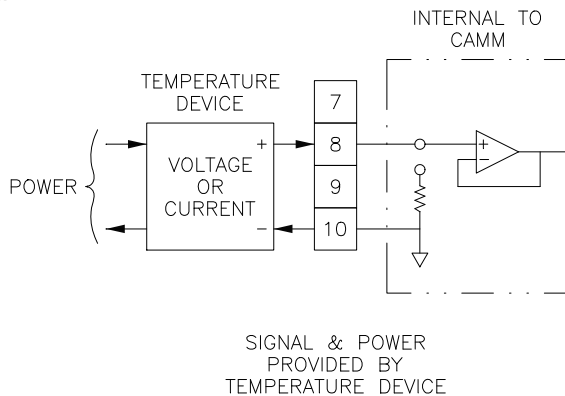 INTERNAL TO
CAMM
TEMPERATURE
DEVICE
7
POWER
VOLTAGE
OR
CURRENT
+
−
8
9
10
+
−
SIGNAL & POWER
PROVIDED BY
TEMPERATURE DEVICE